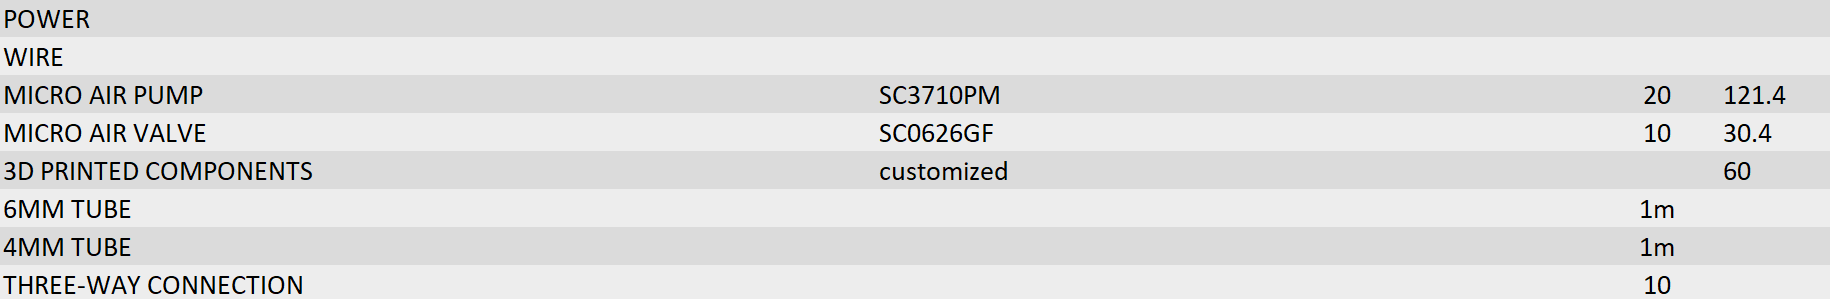 POWER
WIRE
MICRO AIR PUMP SC3710PM 20 121.4
MICRO AIR VALVE SC0626GF 10 30.4
3D PRINTED COMPONENTS customized 60
6MM TUBE 1m
4MM TUBE 1m
THREE-WAY CONNECTION 10